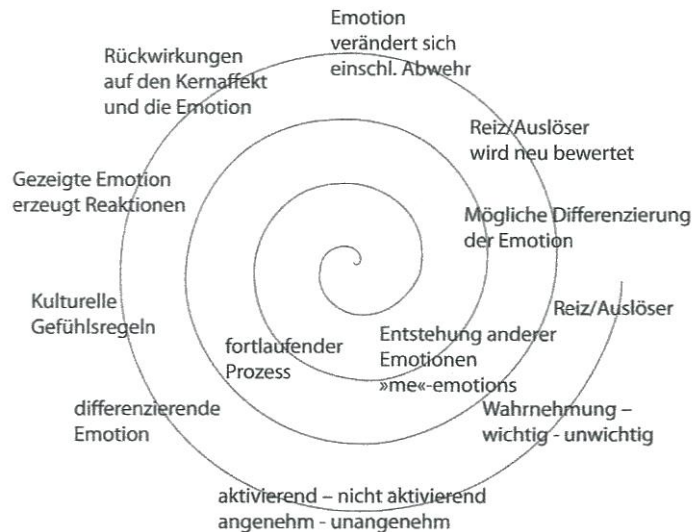 Emotion
verändert sich
einschl. Abwehr
Rückwirkungen
auf den Kernaffekt
und die Emotion
Reiz/Auslöser
wird neu bewertet
Gezeigte Emotion
erzeugt Reaktionen
Mögliche Differenzierung
der Emotion
Kulturelle
Gefühlsregeln
Reiz/Auslöser
fortlaufender
Prozess
Entstehung anderer
Emotionen
»me«-emotions
differenzierende
Emotion
Wahrnehmung –
wichtig - unwichtig
aktivierend – nicht aktivierend
angenehm - unangenehm